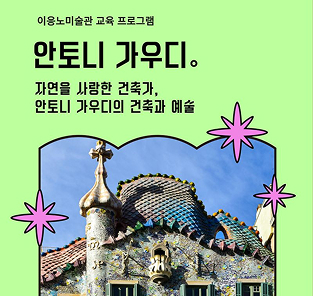 이응노미술관 교육 프로그램
안토니 가우디。
자연을 사랑한 건축가,
안토니 가우디의 건축과 예술